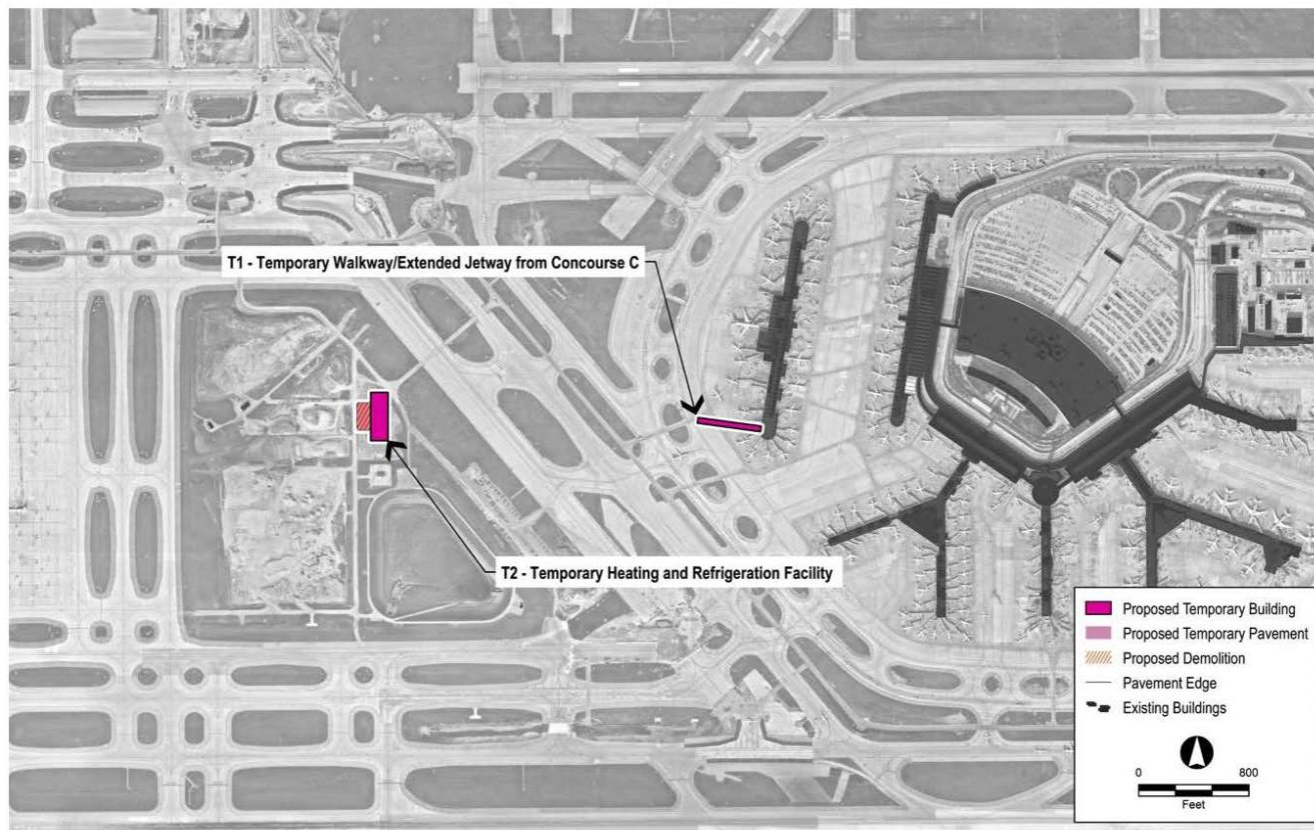 T1 - Temporary Walkway/Extended Jetway from Concourse C
T2 - Temporary Heating and Refrigeration Facility
Proposed Temporary Building
Proposed Temporary Pavement
Proposed Demolition
Pavement Edge
Existing Buildings
0 800
Feet